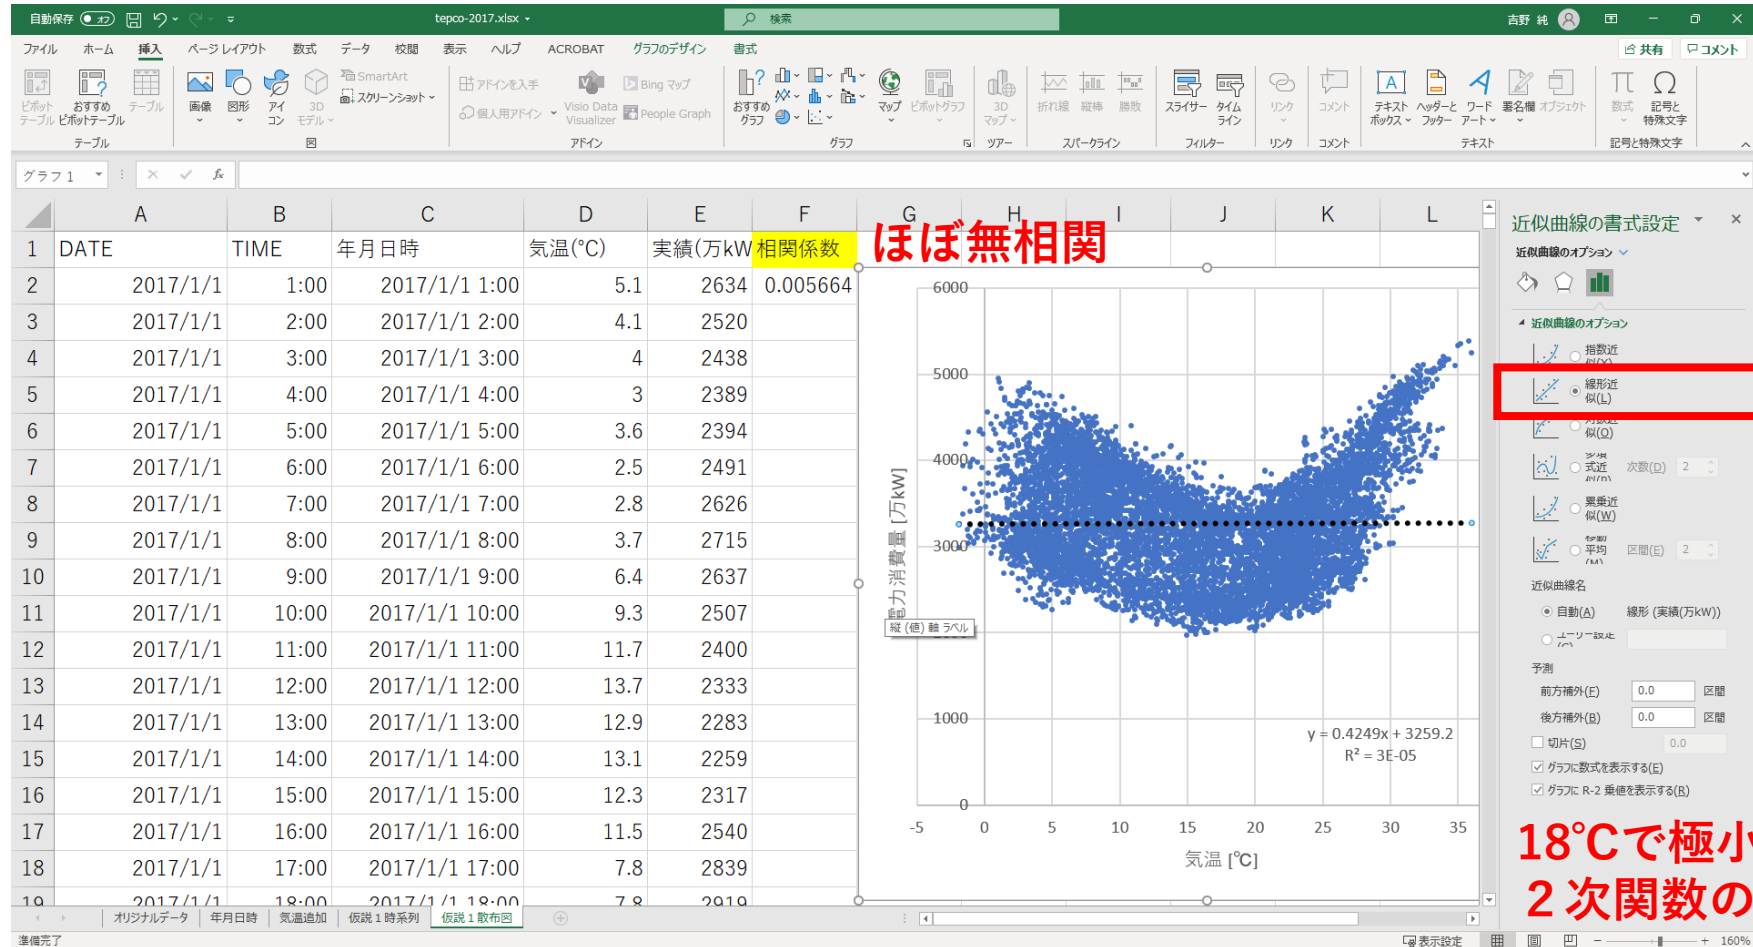 自動保存 オフ tepco-2017.xlsx 検索 吉野 純
ファイル ホーム 挿入 ページ レイアウト 数式 データ 校閲 表示 ヘルプ ACROBAT グラフのデザイン 書式 共有 コメント
ピボットテーブル おすすめピボットテーブル テーブル 画像 図形 アイコン 3Dモデル SmartArt スクリーンショット アドインを入手 個人用アドイン Visio Data Visualizer Bing マップ People Graph おすすめグラフ マップ ピボットグラフ 3Dマップ 折れ線 縦棒 勝敗 スライサー タイムライン リンク コメント テキストボックス ヘッダーとフッター ワードアート 署名欄 オブジェクト 数式 記号と特殊文字
テーブル 図 アドイン グラフ ツアー スパークライン フィルター リンク コメント テキスト 記号と特殊文字
グラフ 1 fx
A B C D E F G H I J K L
1 DATE TIME 年月日時 気温(℃) 実績(万kW 相関係数
ほぼ無相関
2 2017/1/1 1:00 2017/1/1 1:00 5.1 2634 0.005664
3 2017/1/1 2:00 2017/1/1 2:00 4.1 2520
4 2017/1/1 3:00 2017/1/1 3:00 4 2438
5 2017/1/1 4:00 2017/1/1 4:00 3 2389
6 2017/1/1 5:00 2017/1/1 5:00 3.6 2394
7 2017/1/1 6:00 2017/1/1 6:00 2.5 2491
8 2017/1/1 7:00 2017/1/1 7:00 2.8 2626
9 2017/1/1 8:00 2017/1/1 8:00 3.7 2715
10 2017/1/1 9:00 2017/1/1 9:00 6.4 2637
11 2017/1/1 10:00 2017/1/1 10:00 9.3 2507
12 2017/1/1 11:00 2017/1/1 11:00 11.7 2400
13 2017/1/1 12:00 2017/1/1 12:00 13.7 2333
14 2017/1/1 13:00 2017/1/1 13:00 12.9 2283
15 2017/1/1 14:00 2017/1/1 14:00 13.1 2259
16 2017/1/1 15:00 2017/1/1 15:00 12.3 2317
17 2017/1/1 16:00 2017/1/1 16:00 11.5 2540
18 2017/1/1 17:00 2017/1/1 17:00 7.8 2839
19 2017/1/1 18:00 2017/1/1 18:00 7.8 2919
6000
5000
4000
3000
1000
0
電力消費量 [万kW]
縦 (値) 軸 ラベル
y = 0.4249x + 3259.2
R² = 3E-05
-5 0 5 10 15 20 25 30 35
気温 [℃]
近似曲線の書式設定
近似曲線のオプション
近似曲線のオプション
指数近
似(X)
線形近
似(L)
対数近
似(O)
多項
式近 次数(D) 2
似(P)
累乗近
似(W)
移動
平均 区間(E) 2
(M)
近似曲線名
自動(A) 線形 (実績(万kW))
ユーザー設定
(C)
予測
前方補外(F) 0.0 区間
後方補外(B) 0.0 区間
切片(S) 0.0
グラフに数式を表示する(E)
グラフに R-2 乗値を表示する(R)
18℃で極小
２次関数の
オリジナルデータ 年月日時 気温追加 仮説１時系列 仮説１散布図
準備完了 表示設定 160%